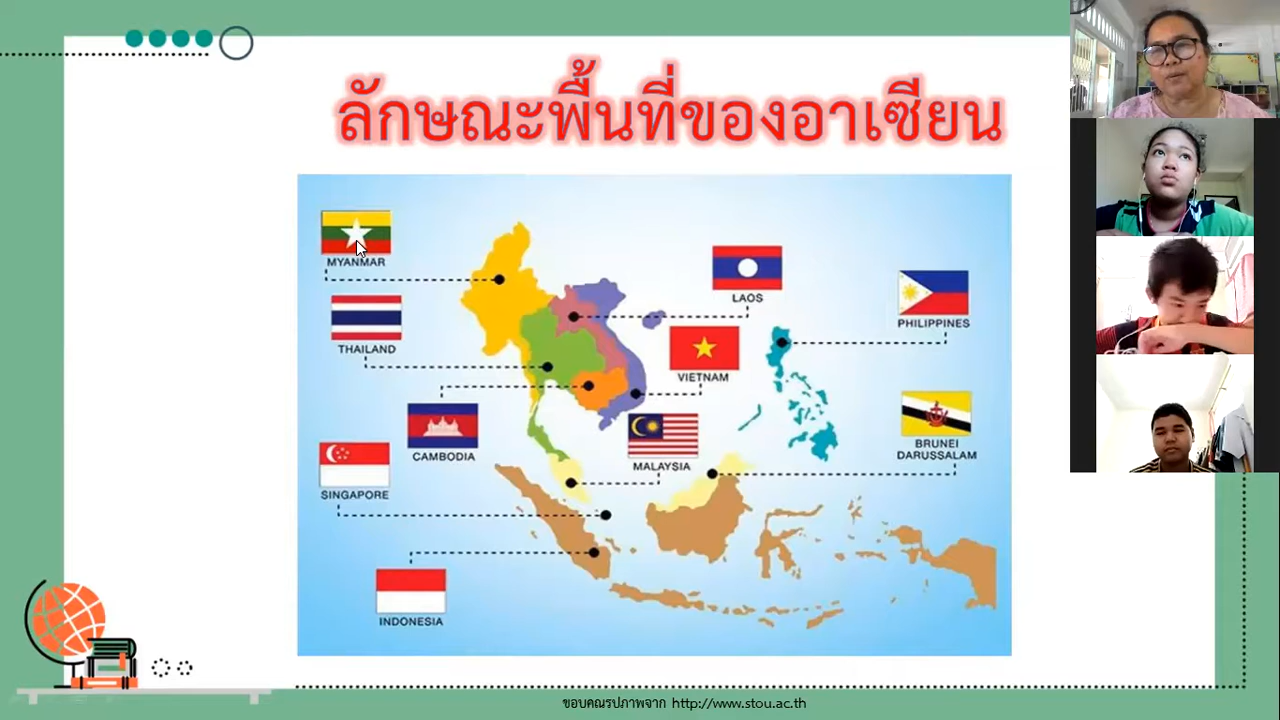 ลักษณะพื้นที่ของอาเซียน
MYANMAR
LAOS
PHILIPPINES
THAILAND
VIETNAM
CAMBODIA
MALAYSIA
BRUNEI
DARUSSALAM
SINGAPORE
INDONESIA
ขอบคุณรูปภาพจาก http://www.stou.ac.th